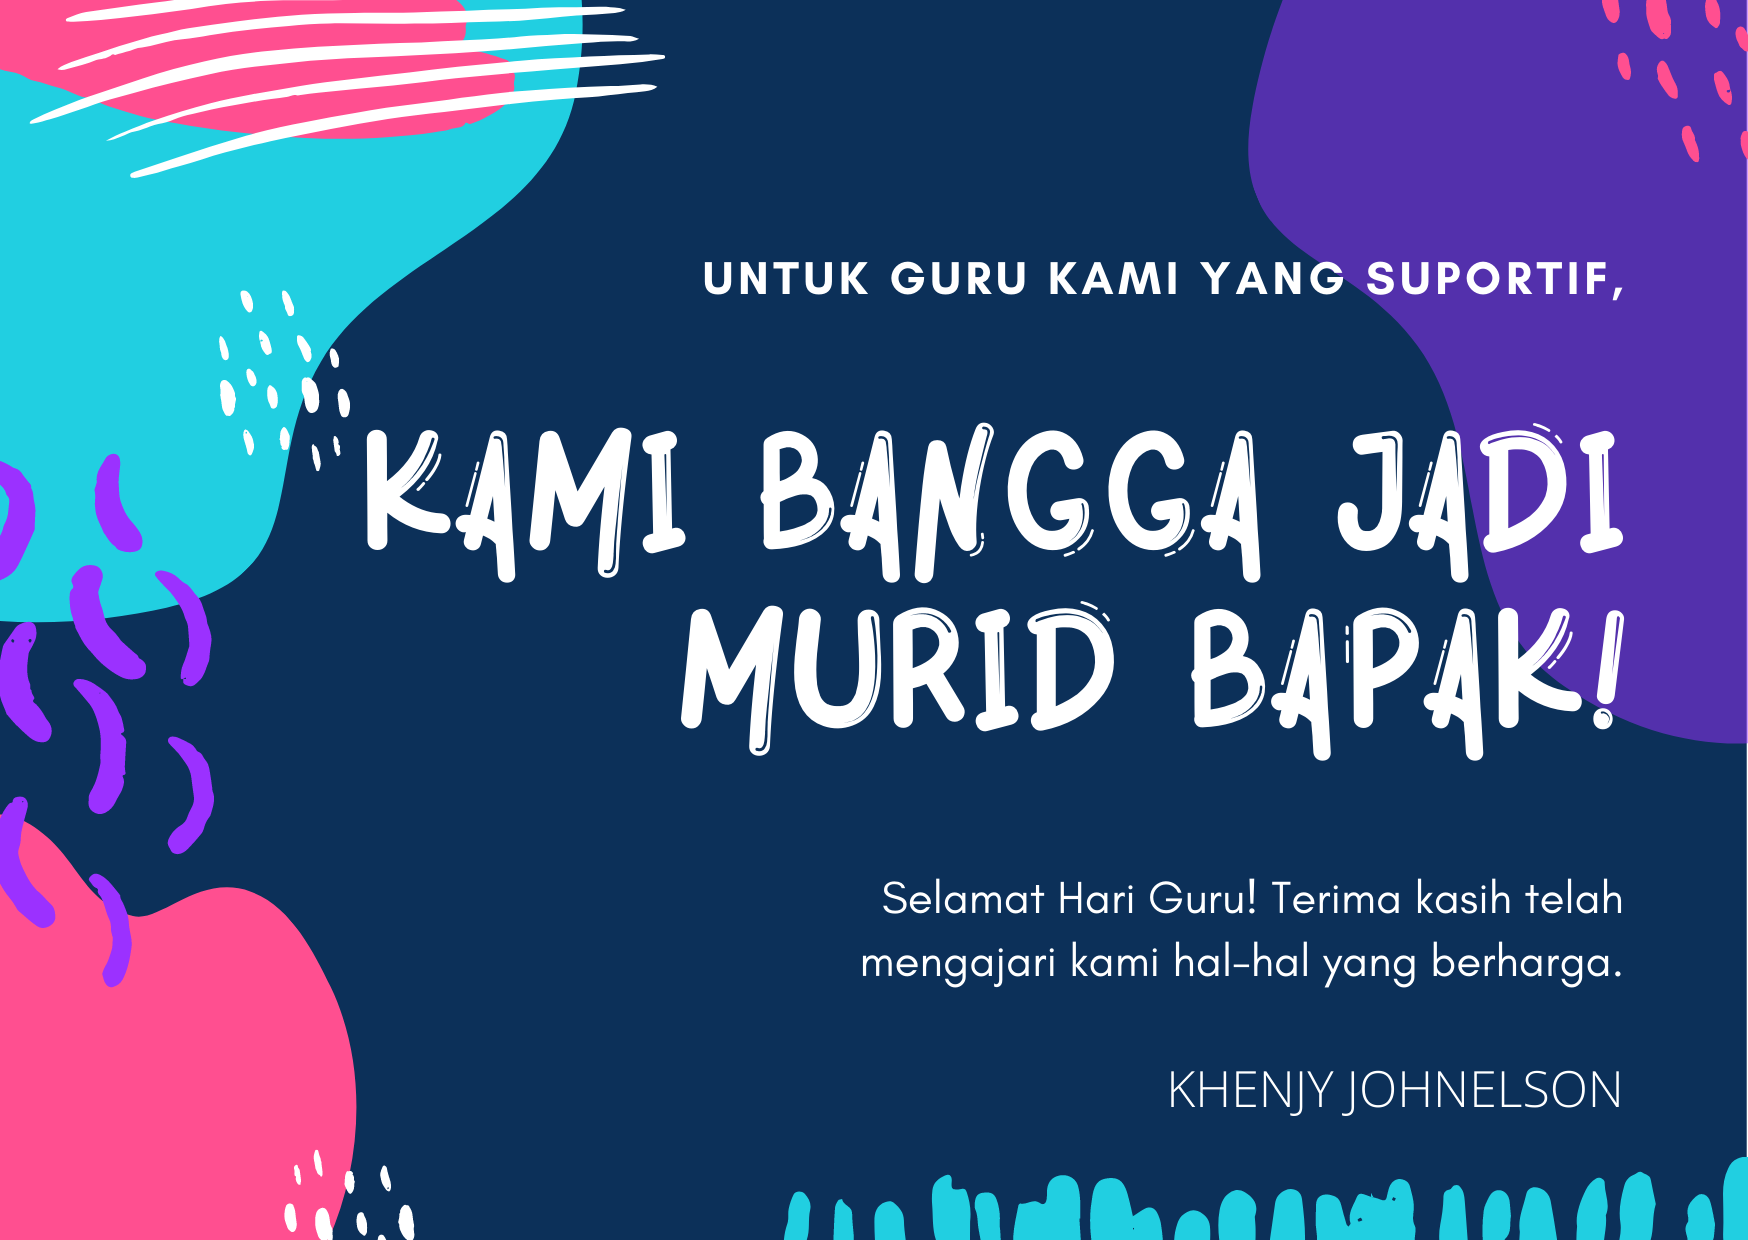 UNTUK GURU KAMI YANG SUPORTIF,
KAMI BANGGA JADI
MURID BAPAK!
Selamat Hari Guru! Terima kasih telah
mengajari kami hal-hal yang berharga.
KHENJY JOHNELSON